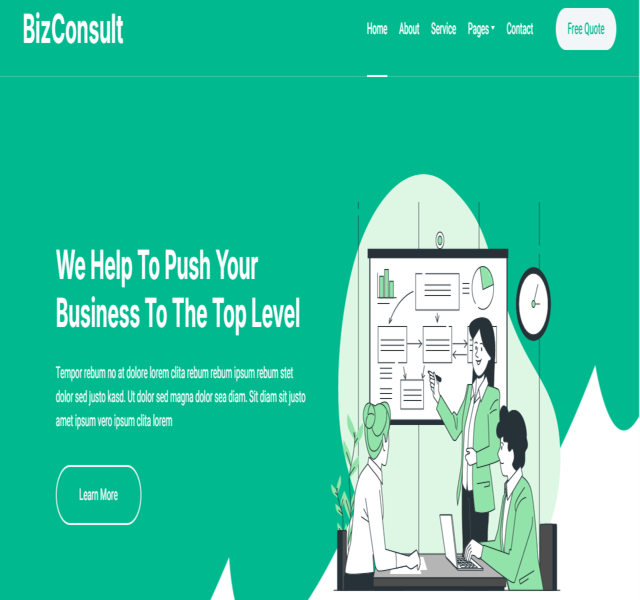 BizConsult
Home About Service Pages Contact Free Quote
We Help To Push Your
Business To The Top Level
Tempor rebum no at dolore lorem clita rebum rebum ipsum rebum stet
dolor sed justo kasd. Ut dolor sed magna dolor sea diam. Sit diam sit justo
amet ipsum vero ipsum clita lorem
Learn More